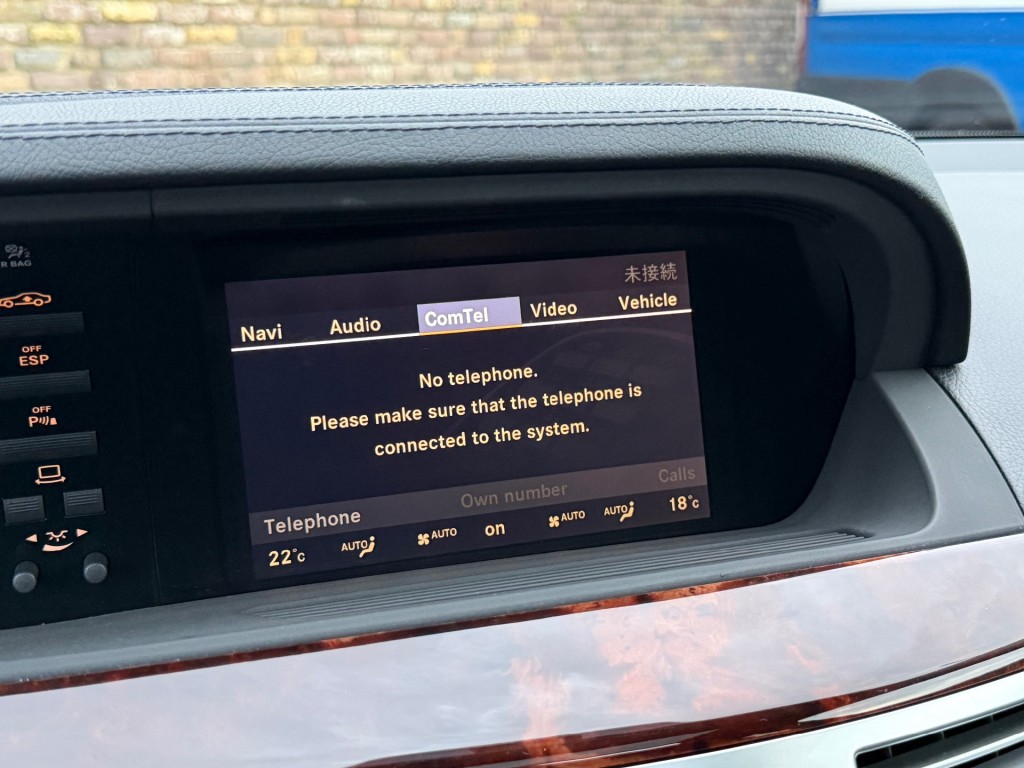 R BAG
OFF
ESP
OFF
P
未接続
Navi Audio ComTel Video Vehicle
No telephone.
Please make sure that the telephone is
connected to the system.
Telephone Own number Calls
22°C AUTO AUTO on AUTO AUTO 18°C